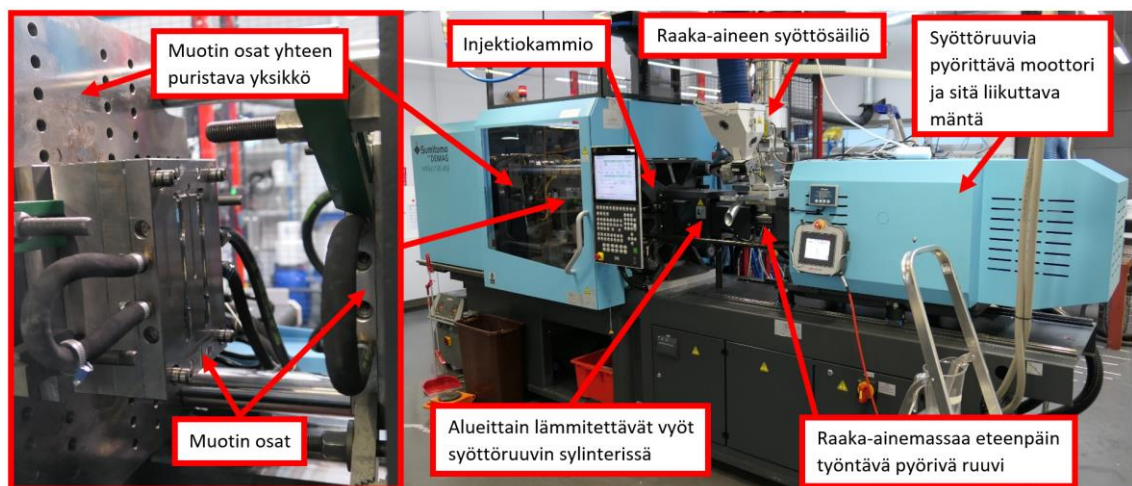 Muotin osat yhteen
puristava yksikkö
Injektiokammio
Raaka-aineen syöttösäiliö
Syöttöruuvia
pyörittävä moottori
ja sitä liikuttava
mäntä
Sumitomo
DEMAG
Muotin osat
Alueittain lämmitettävät vyöt
syöttöruuvin sylinterissä
Raaka-ainemassaa eteenpäin
työntävä pyörivä ruuvi